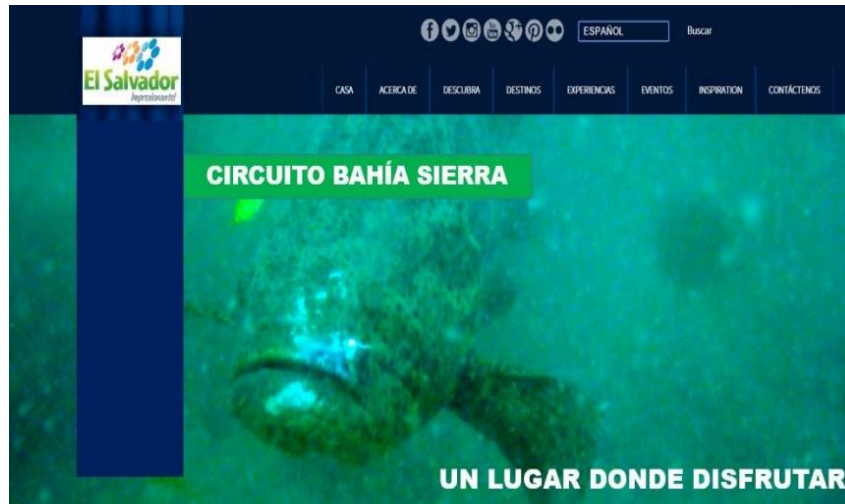 ESPAÑOL
Buscar
El Salvador
Impresionante!
CASA
ACERCA DE
DESCUBRA
DESTINOS
EXPERIENCIAS
EVENTOS
INSPIRATION
CONTÁCTENOS
CIRCUITO BAHÍA SIERRA
UN LUGAR DONDE DISFRUTAR